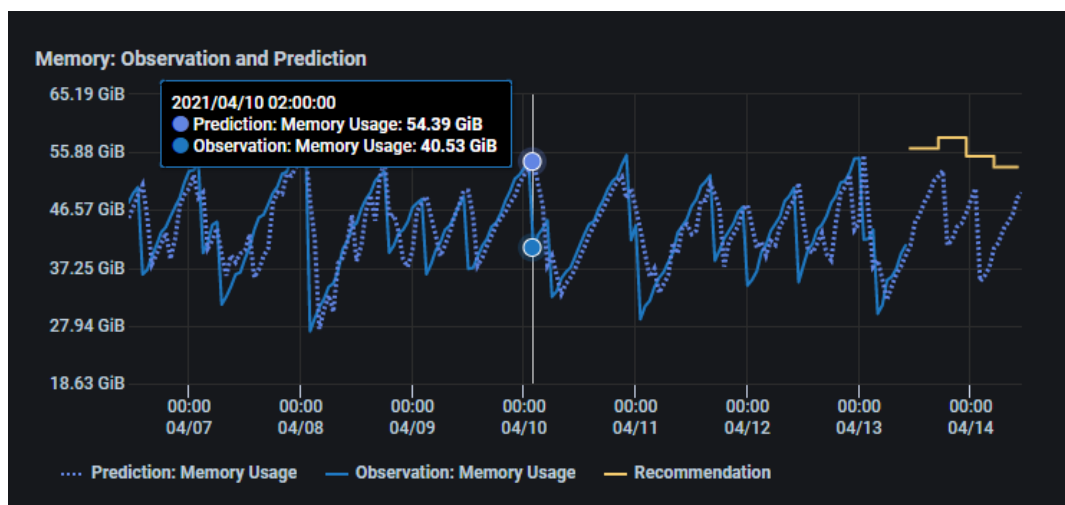 Memory: Observation and Prediction
65.19 GiB
2021/04/10 02:00:00
Prediction: Memory Usage: 54.39 GiB
Observation: Memory Usage: 40.53 GiB
55.88 GiB
46.57 GiB
37.25 GiB
27.94 GiB
18.63 GiB
00:00 00:00 00:00 00:00 00:00 00:00 00:00 00:00
04/07 04/08 04/09 04/10 04/11 04/12 04/13 04/14
Prediction: Memory Usage Observation: Memory Usage Recommendation